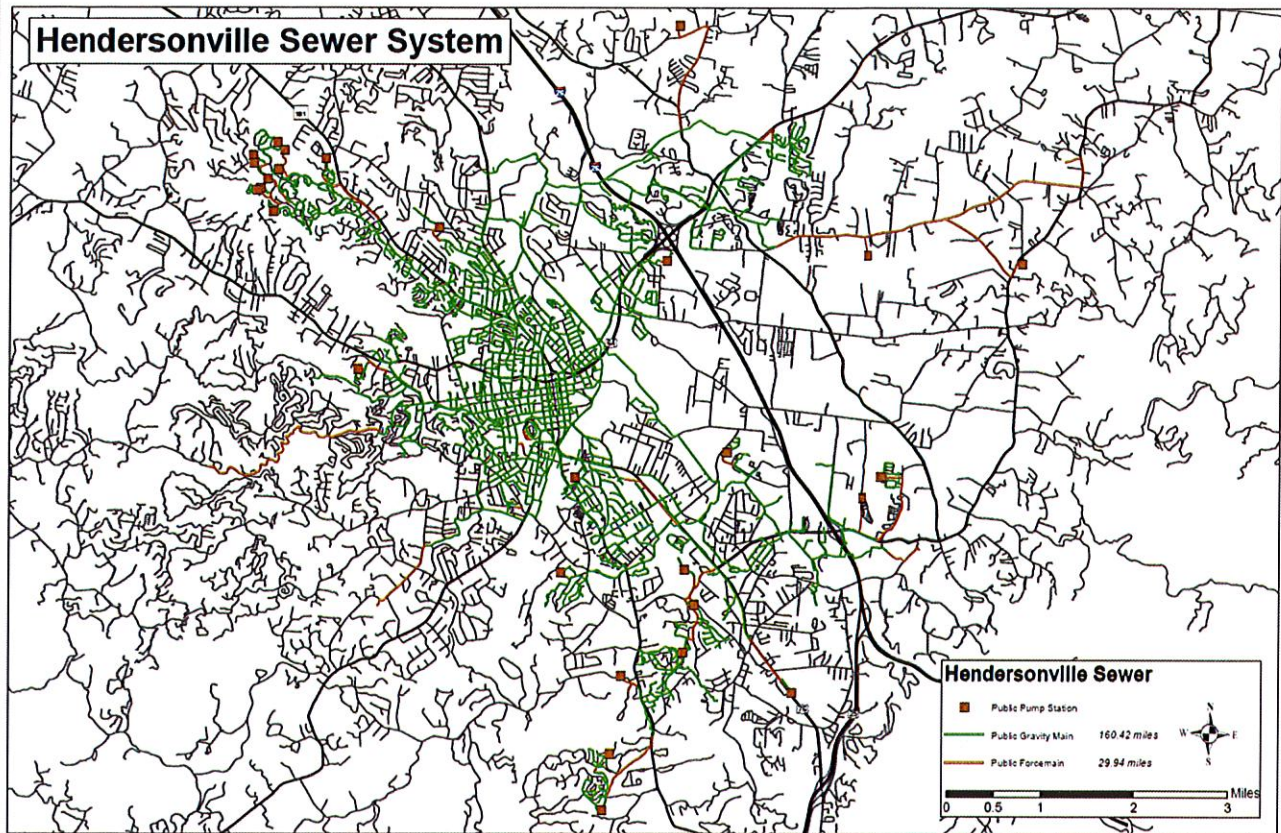 Hendersonville Sewer System
191
Hendersonville Sewer
Public Pump Station
Public Gravity Main 160.42 miles
Public Forcemain 29.94 miles
N
W E
S
0 0.5 1 2 3 Miles